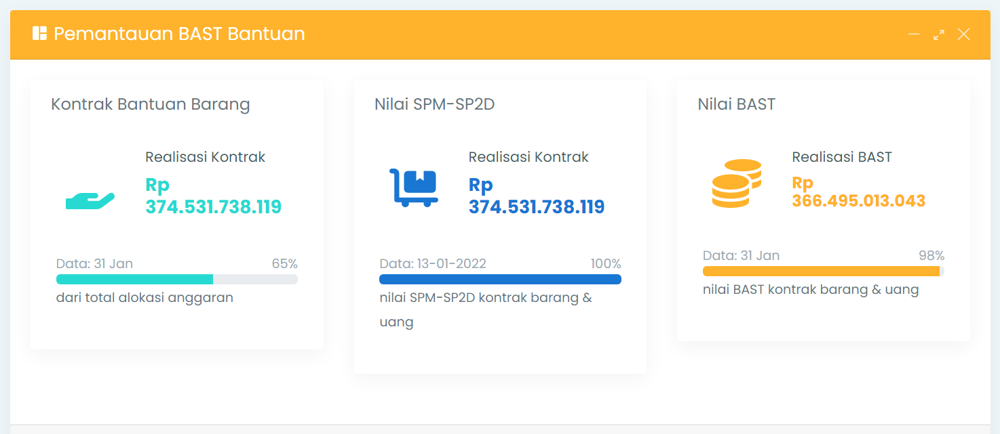 Pemantauan BAST Bantuan
Kontrak Bantuan Barang
Realisasi Kontrak
Rp
374.531.738.119
Data: 31 Jan
65%
dari total alokasi anggaran
Nilai SPM-SP2D
Realisasi Kontrak
Rp
374.531.738.119
Data: 13-01-2022
100%
nilai SPM-SP2D kontrak barang &
uang
Nilai BAST
Realisasi BAST
Rp
366.495.013.043
Data: 31 Jan
98%
nilai BAST kontrak barang & uang